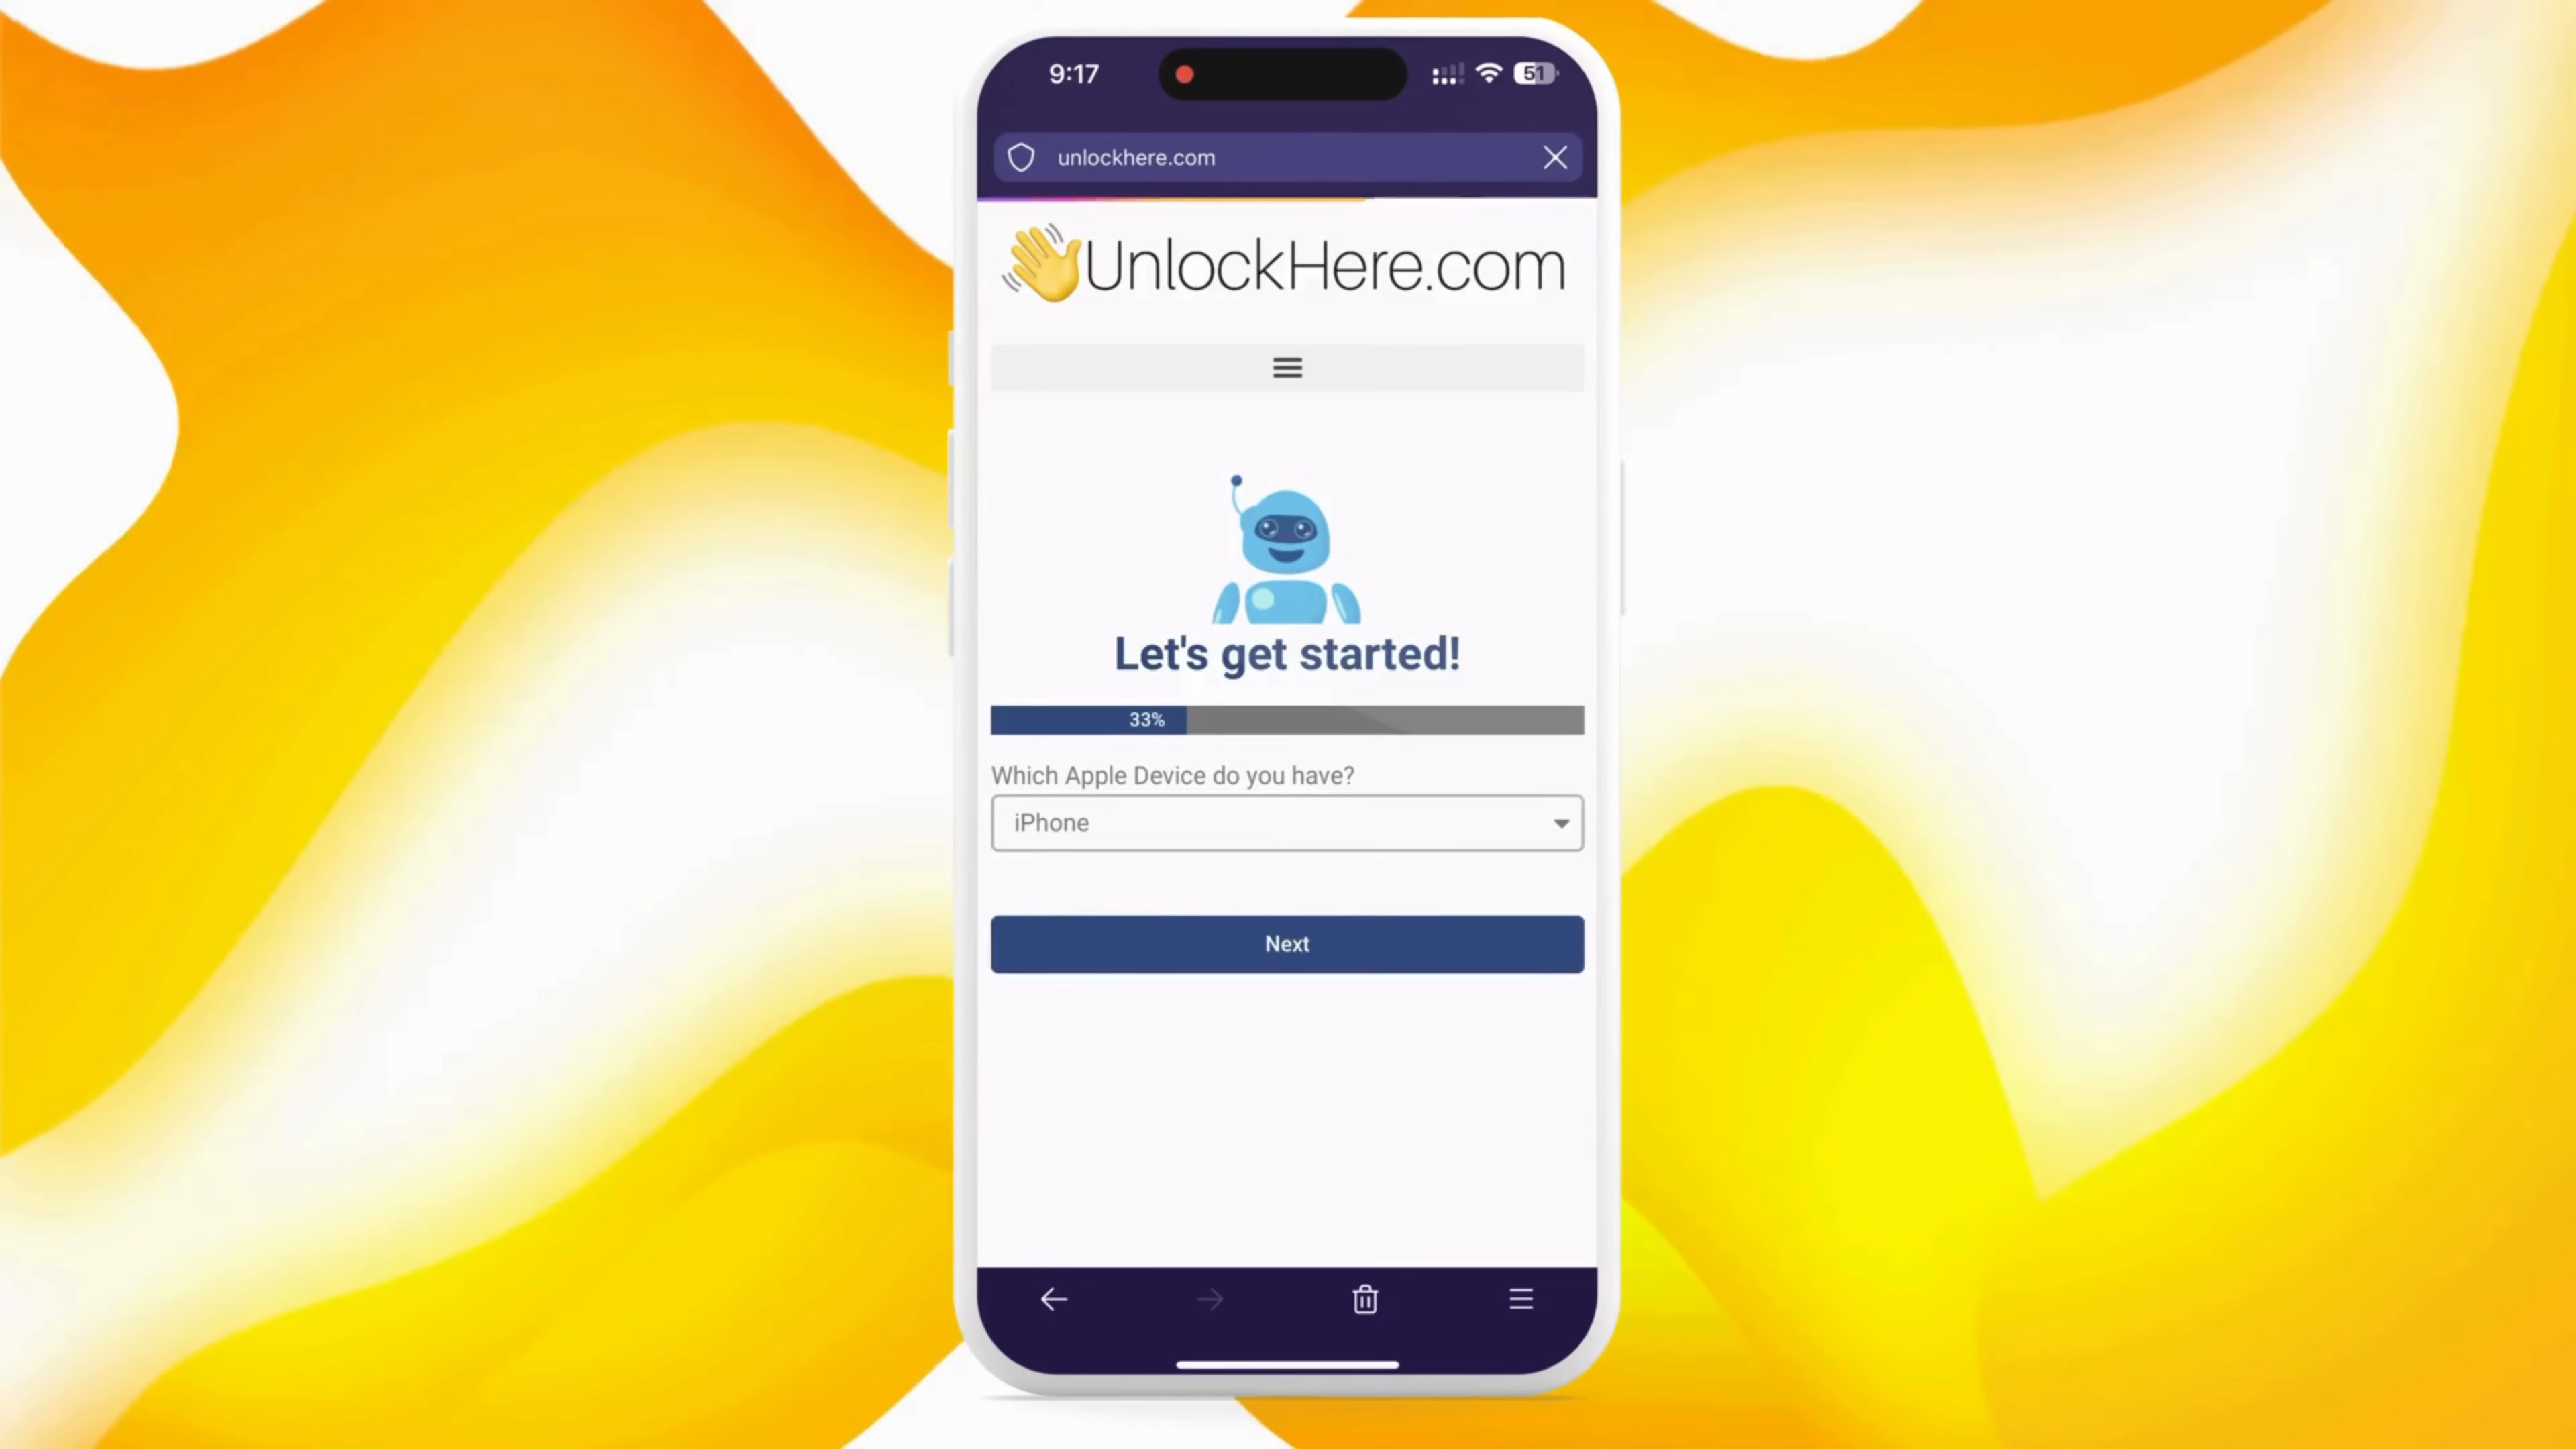 9:17
51
unlockhere.com
UnlockHere.com
Let's get started!
33%
Which Apple Device do you have?
iPhone
Next